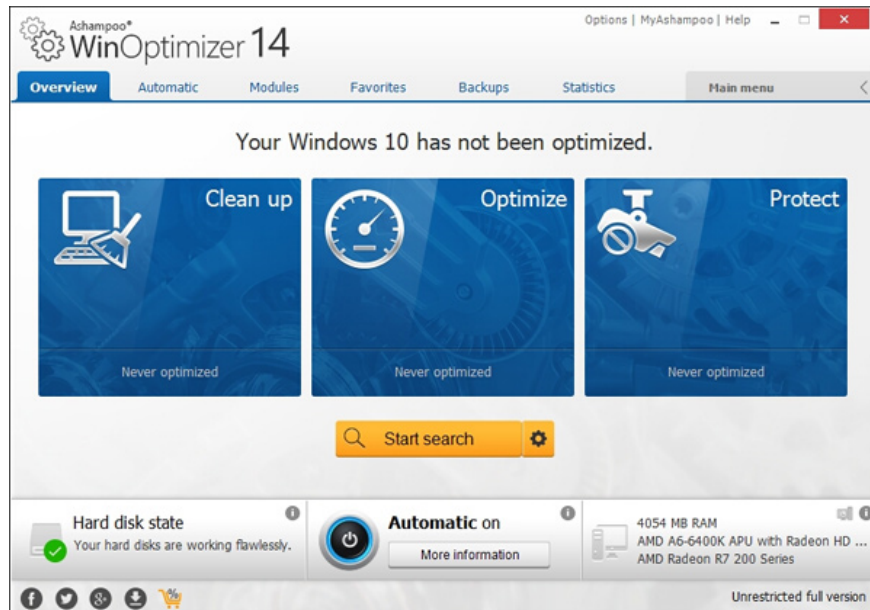 Ashampoo®
WinOptimizer 14
Options | MyAshampoo | Help
Overview
Automatic
Modules
Favorites
Backups
Statistics
Main menu
Your Windows 10 has not been optimized.
Clean up
Never optimized
Optimize
Never optimized
Protect
Never optimized
Start search
Hard disk state
Your hard disks are working flawlessly.
Automatic on
More information
4054 MB RAM
AMD A6-6400K APU with Radeon HD ...
AMD Radeon R7 200 Series
Unrestricted full version